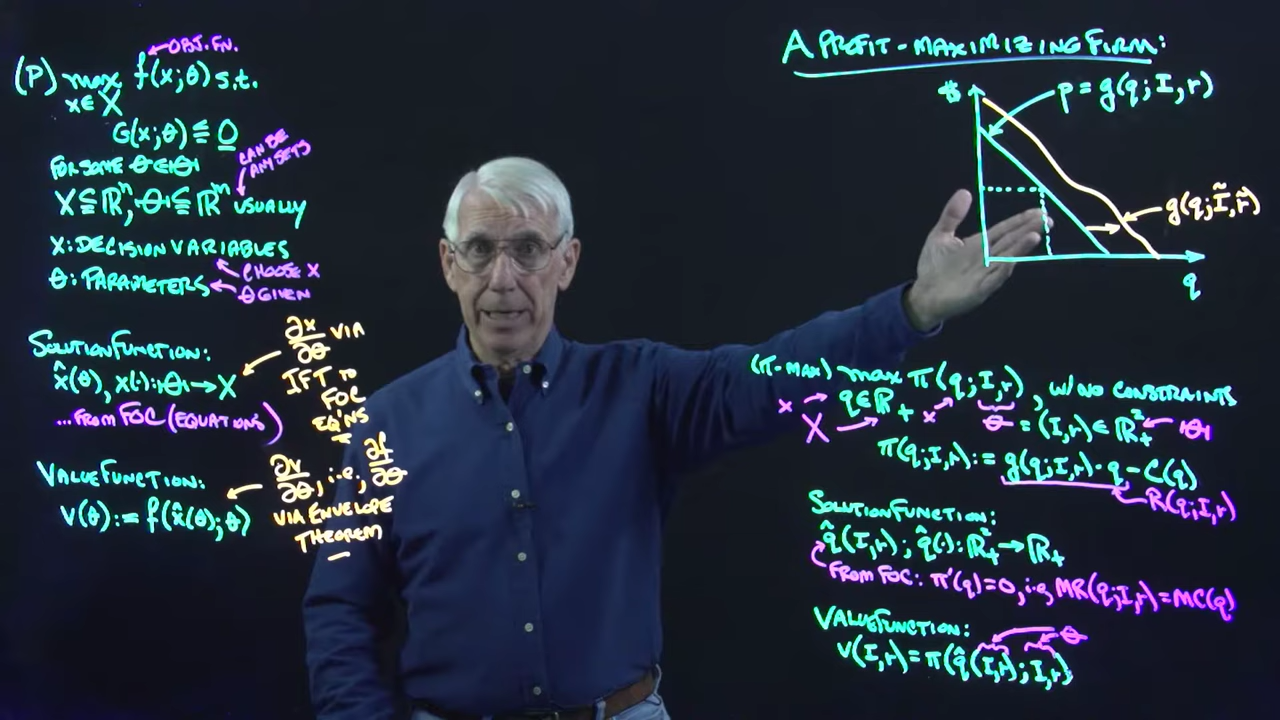 OBJ. FN.
(P) max f(x;θ) s.t.
x∈X
G(x;θ) ≦ 0
FOR SOME θ∈Θ
CAN BE
ANY SETS
X ⊆ ℝⁿ, Θ ⊆ ℝᵐ USUALLY
X: DECISION VARIABLES
CHOOSE X
θ: PARAMETERS
θ GIVEN
SOLUTION FUNCTION:
x̂(θ), x(·): Θ → X
... FROM FOC (EQUATIONS)
∂x/∂θ VIA
IFT TO
FOC
EQ'NS
VALUE FUNCTION:
v(θ) := f(x̂(θ);θ)
∂v/∂θ, i.e., ∂f/∂θ
VIA ENVELOPE
THEOREM
A PROFIT-MAXIMIZING FIRM:
$
p = g(q; I, r)
g(q; Ĩ, r̃)
q
(π-MAX) max π(q; I, r), W/ NO CONSTRAINTS
x → q∈ℝ₊ x θ = (I,r) ∈ ℝ²₊ ← Θ
X
π(q; I, r) := g(q; I, r)·q − C(q)
R(q; I, r)
SOLUTION FUNCTION:
q̂(I,r); q̂(·): ℝ²₊ → ℝ₊
FROM FOC: π'(q)=0, i.e., MR(q; I, r) = MC(q)
VALUE FUNCTION:
θ
v(I,r) = π(q̂(I,r); I,r)